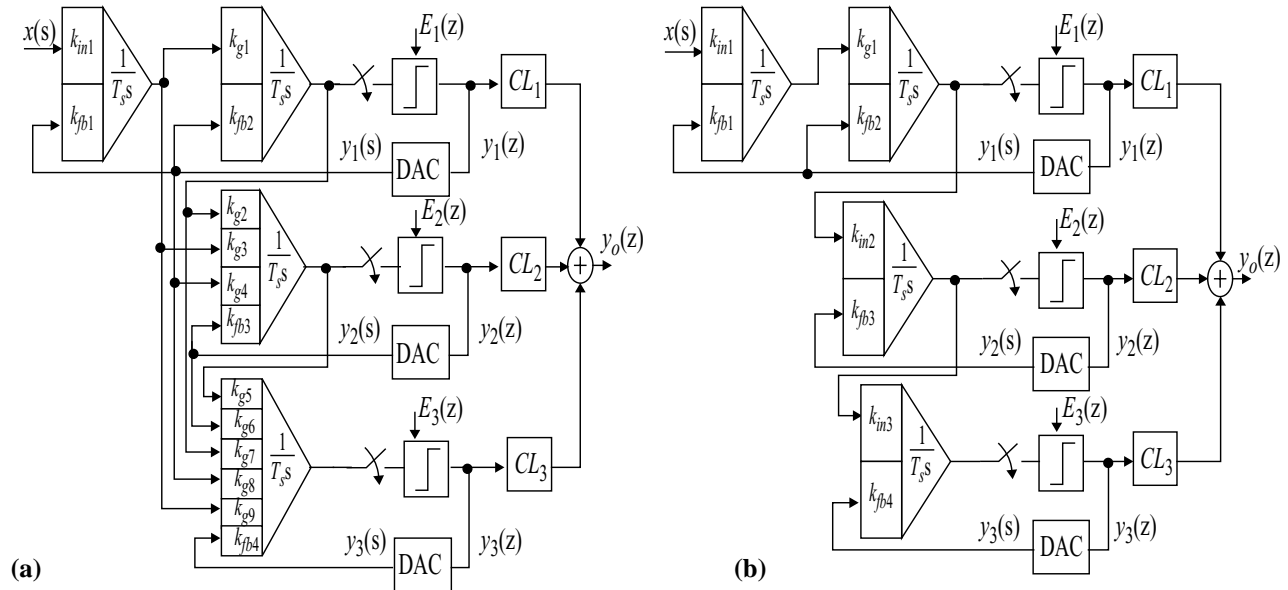 x(s)
k_in1
k_fb1
1/T_s s
k_g1
k_fb2
1/T_s s
E_1(z)
CL_1
y_1(s)
DAC
y_1(z)
k_g2
k_g3
k_g4
k_fb3
1/T_s s
E_2(z)
CL_2
y_o(z)
+
y_2(s)
DAC
y_2(z)
k_g5
k_g6
k_g7
k_g8
k_g9
k_fb4
1/T_s s
E_3(z)
CL_3
y_3(s)
DAC
y_3(z)
(a)
x(s)
k_in1
k_fb1
1/T_s s
k_g1
k_fb2
1/T_s s
E_1(z)
CL_1
y_1(s)
DAC
y_1(z)
k_in2
k_fb3
1/T_s s
E_2(z)
CL_2
y_o(z)
+
y_2(s)
DAC
y_2(z)
k_in3
k_fb4
1/T_s s
E_3(z)
CL_3
y_3(s)
DAC
y_3(z)
(b)